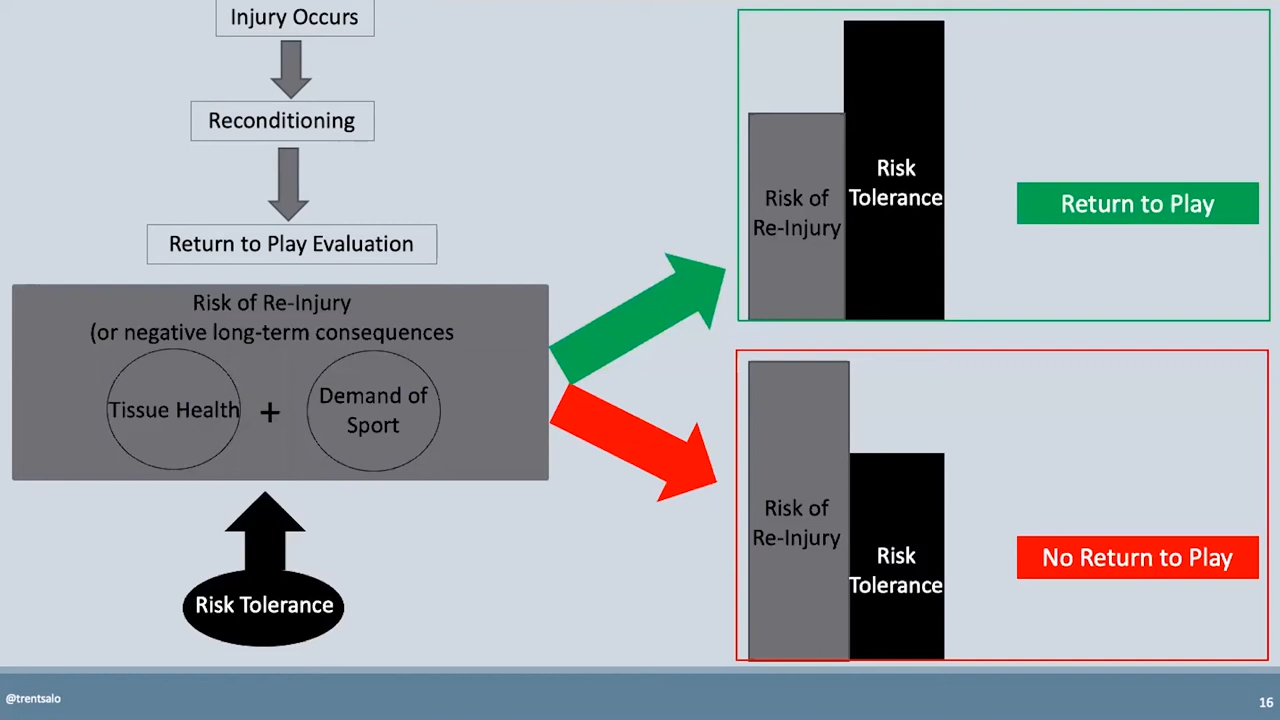 Injury Occurs
Reconditioning
Return to Play Evaluation
Risk of Re-Injury
(or negative long-term consequences
Tissue Health
+
Demand of
Sport
Risk Tolerance
Risk of
Re-Injury
Risk
Tolerance
Return to Play
Risk of
Re-Injury
Risk
Tolerance
No Return to Play
@trentsalo
16